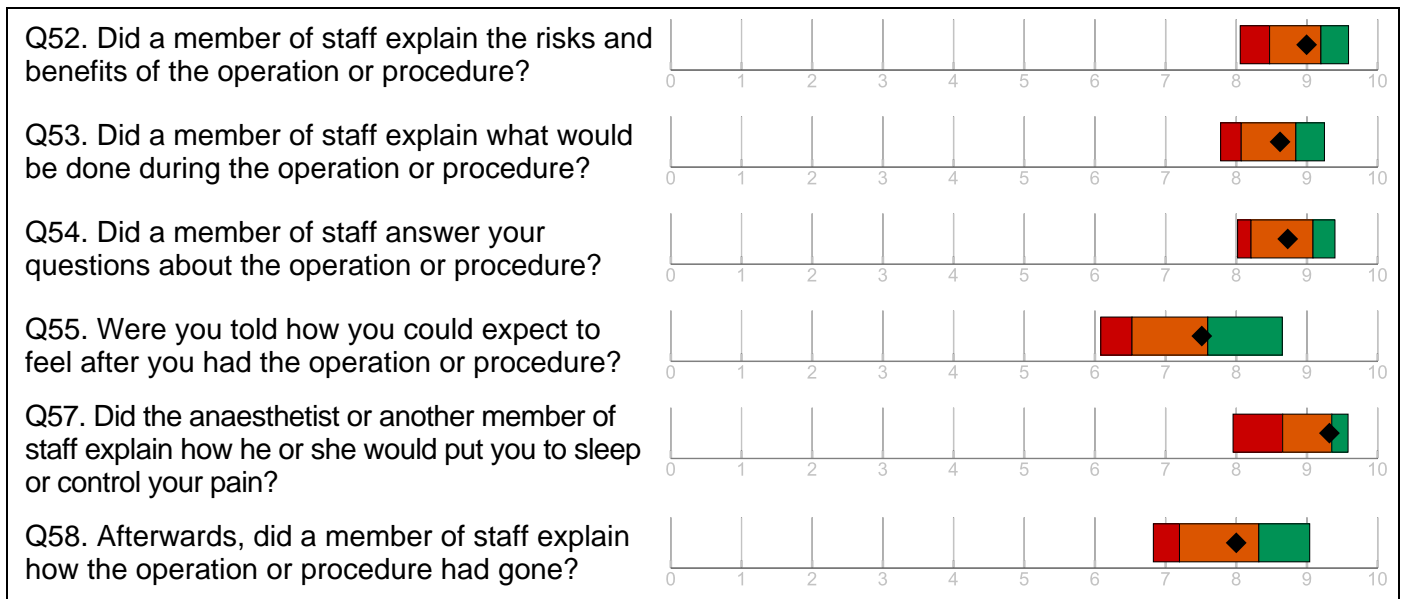 Q52. Did a member of staff explain the risks and
benefits of the operation or procedure?
0 1 2 3 4 5 6 7 8 9 10
Q53. Did a member of staff explain what would
be done during the operation or procedure?
0 1 2 3 4 5 6 7 8 9 10
Q54. Did a member of staff answer your
questions about the operation or procedure?
0 1 2 3 4 5 6 7 8 9 10
Q55. Were you told how you could expect to
feel after you had the operation or procedure?
0 1 2 3 4 5 6 7 8 9 10
Q57. Did the anaesthetist or another member of
staff explain how he or she would put you to sleep
or control your pain?
0 1 2 3 4 5 6 7 8 9 10
Q58. Afterwards, did a member of staff explain
how the operation or procedure had gone?
0 1 2 3 4 5 6 7 8 9 10